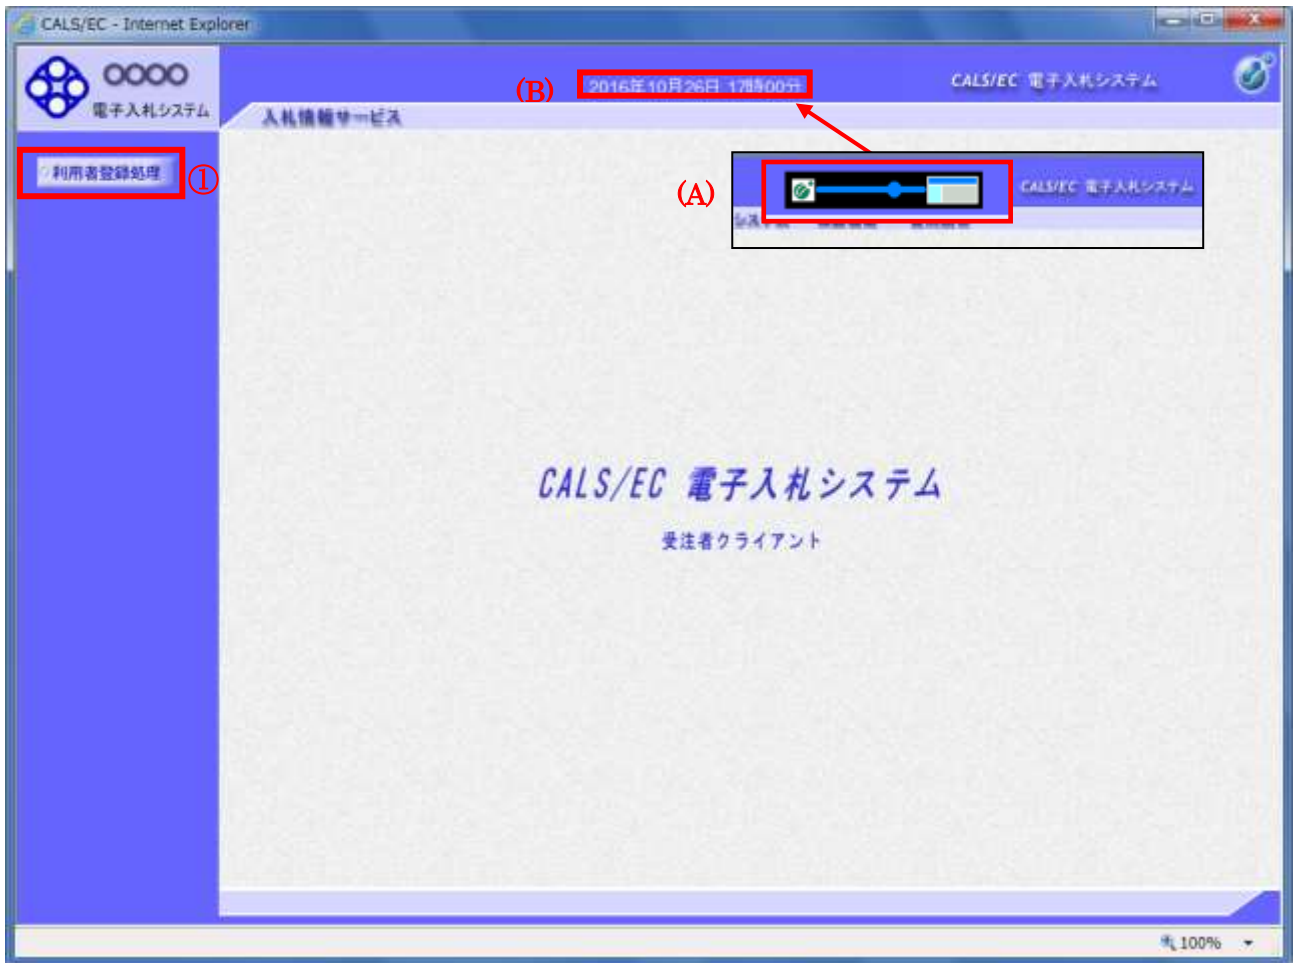 CALS/EC - Internet Explorer
○○○○
電子入札システム
(B)
2016年10月26日 17時00分
CALS/EC 電子入札システム
入札情報サービス
利用者登録処理
①
(A)
CALS/EC 電子入札システム
システム
CALS/EC 電子入札システム
受注者クライアント
100%